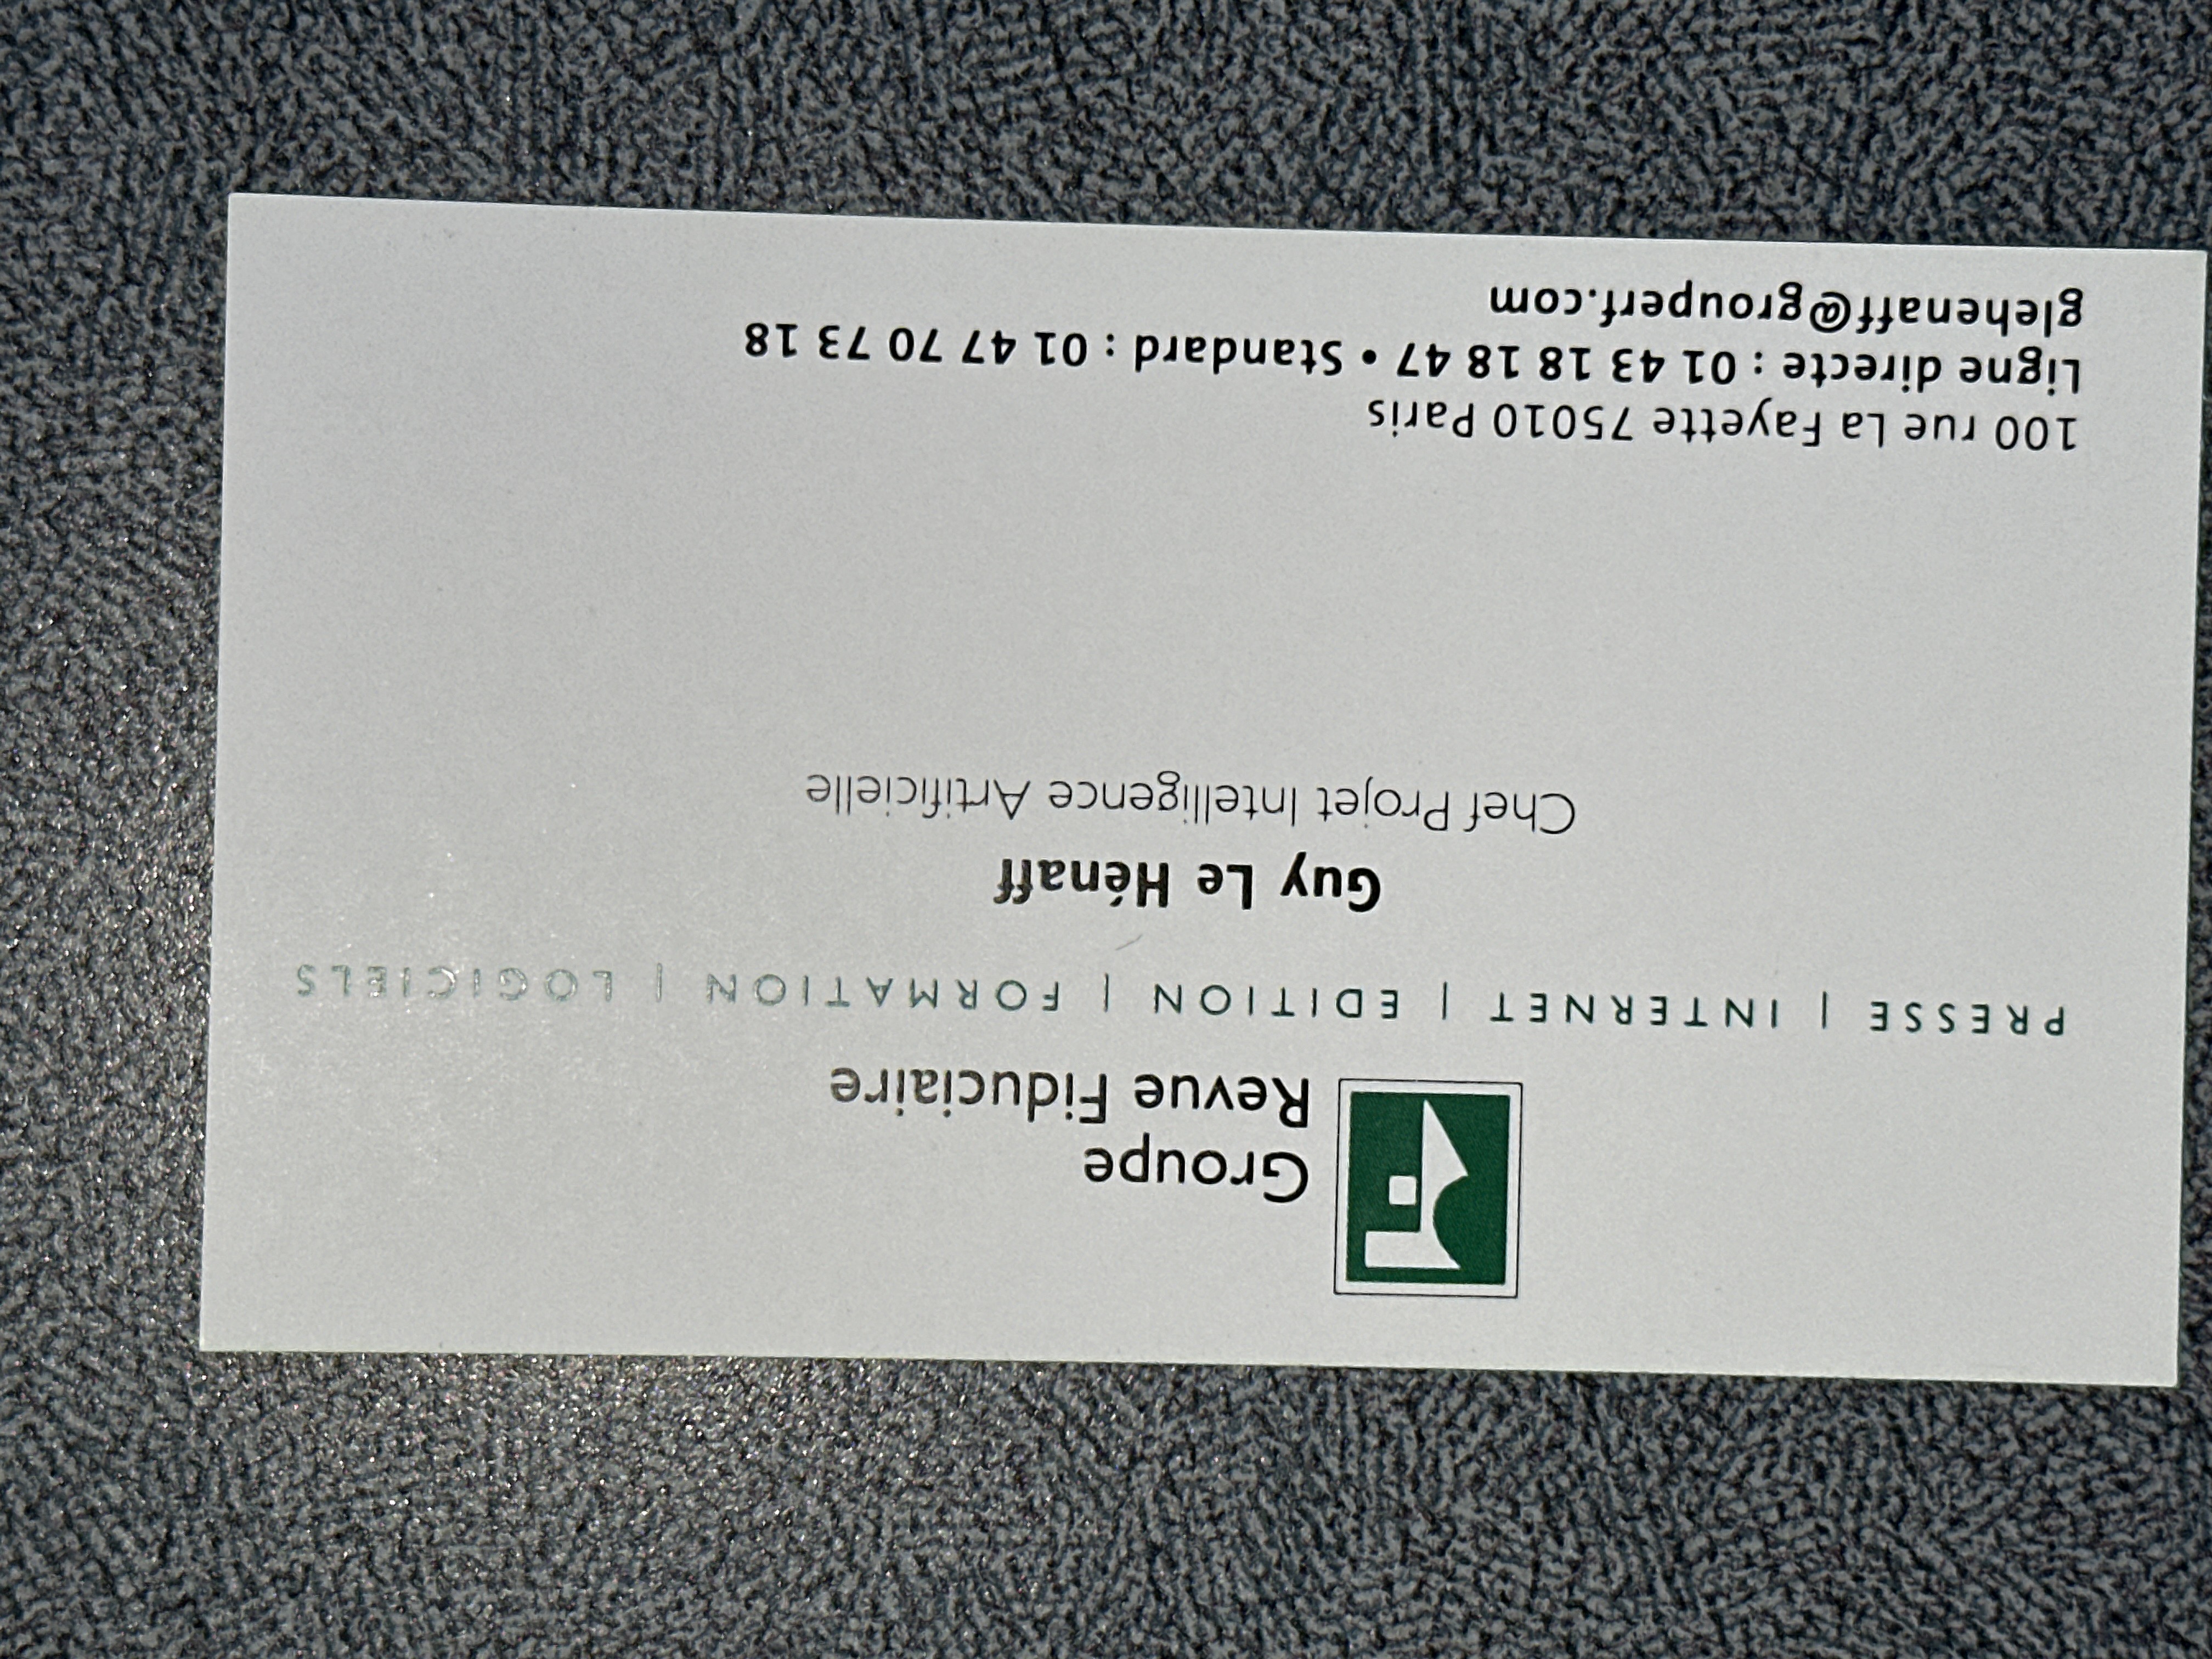 Groupe
Revue Fiduciaire
PRESSE | INTERNET | EDITION | FORMATION | LOGICIELS
Guy Le Hénaff
Chef Projet Intelligence Artificielle
100 rue La Fayette 75010 Paris
Ligne directe : 01 43 18 18 47 • Standard : 01 47 70 73 18
glehenaff@grouperf.com